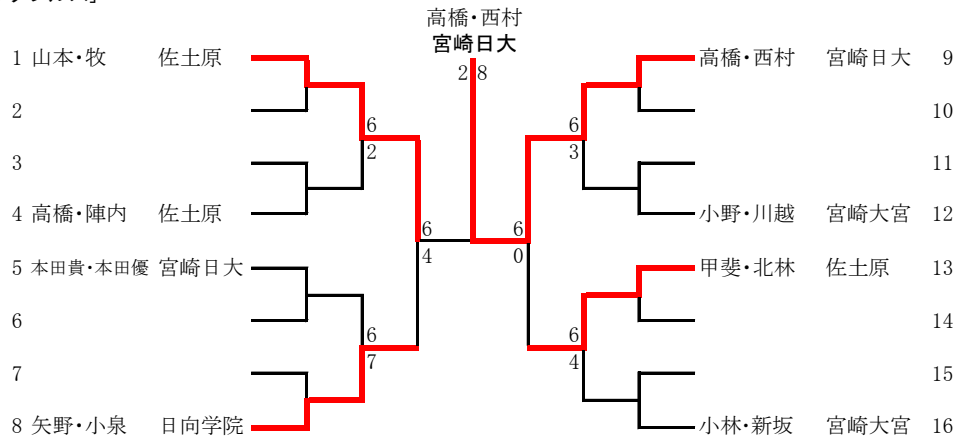 高橋・西村
宮崎日大
2 8
1 山本・牧 佐土原
2
3
4 高橋・陣内 佐土原
5 本田貴・本田優 宮崎日大
6
7
8 矢野・小泉 日向学院
6
2
6
7
6
4
6
0
6
3
6
4
高橋・西村 宮崎日大 9
10
11
小野・川越 宮崎大宮 12
甲斐・北林 佐土原 13
14
15
小林・新坂 宮崎大宮 16